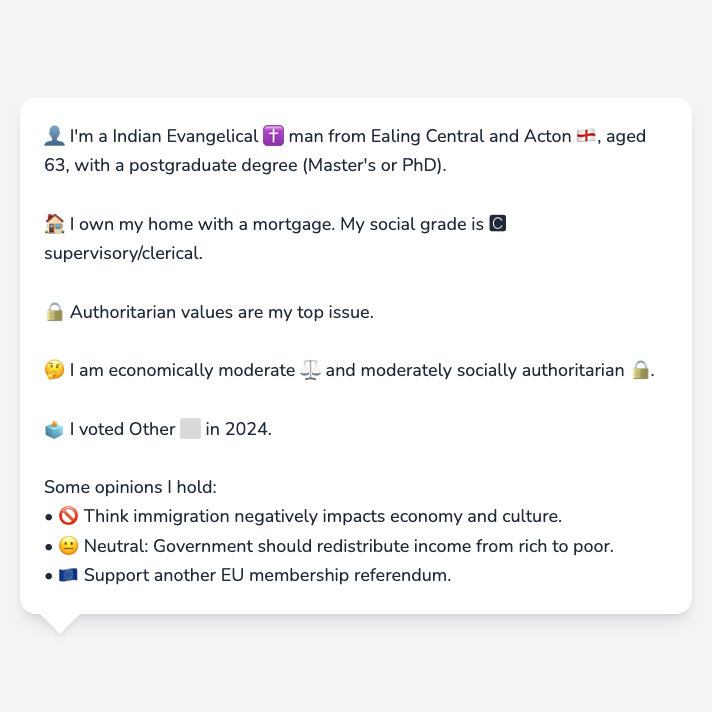 👤 I'm a Indian Evangelical ✝️ man from Ealing Central and Acton 🏴󠁧󠁢󠁥󠁮󠁧󠁿, aged
63, with a postgraduate degree (Master's or PhD).
🏠 I own my home with a mortgage. My social grade is 🅲
supervisory/clerical.
🔒 Authoritarian values are my top issue.
🤔 I am economically moderate ⚖️ and moderately socially authoritarian 🔒.
🗳️ I voted Other ⬜ in 2024.
Some opinions I hold:
• 🚫 Think immigration negatively impacts economy and culture.
• 😐 Neutral: Government should redistribute income from rich to poor.
• 🇪🇺 Support another EU membership referendum.